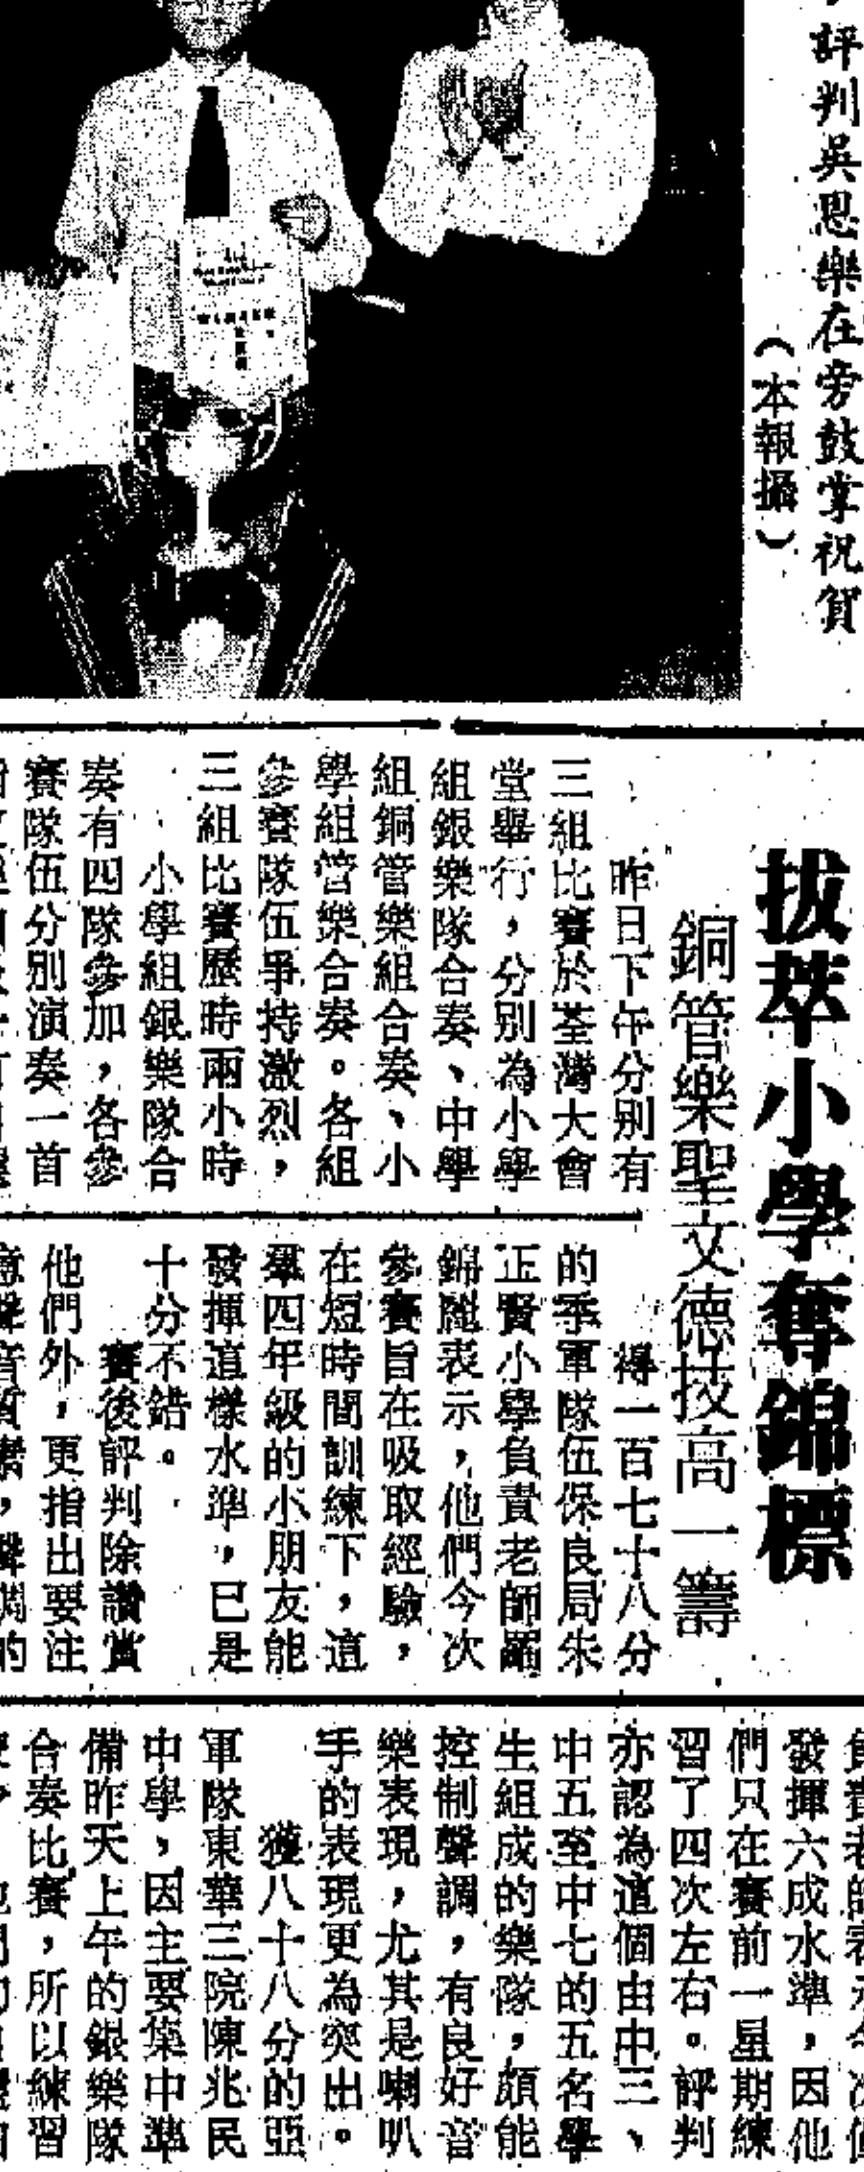 評判吳思樂在旁鼓掌祝賀
(本報攝)
拔萃小學奪錦標
銅管樂聖文德技高一籌
昨日下午分別有
三組比賽於荃灣大會
堂舉行,分別為小學
組銀樂隊合奏、中學
組銅管樂組合奏、小
學組管樂合奏。各組
參賽隊伍爭持激烈,
三組比賽歷時兩小時
小學組銀樂隊合
奏有四隊參加,各參
賽隊伍分別演奏一首
得一百七十八分
的季軍隊伍保良局朱
正賢小學負責老師羅
錦麗表示,他們今次
參賽旨在吸取經驗,
在短時間訓練下,這
羣四年級的小朋友能
發揮這樣水準,已是
十分不錯。
賽後評判除讚賞
他們外,更指出要注
發揮六成水準,因他
們只在賽前一星期練
習了四次左右。評判
亦認為這個由中三、
中五至中七的五名學
生組成的樂隊,頗能
控制聲調,有良好音
樂表現,尤其是喇叭
手的表現更為突出。
獲八十八分的亞
軍隊東華三院陳兆民
中學,因主要集中準
備昨天上午的銀樂隊
合奏比賽,所以練習